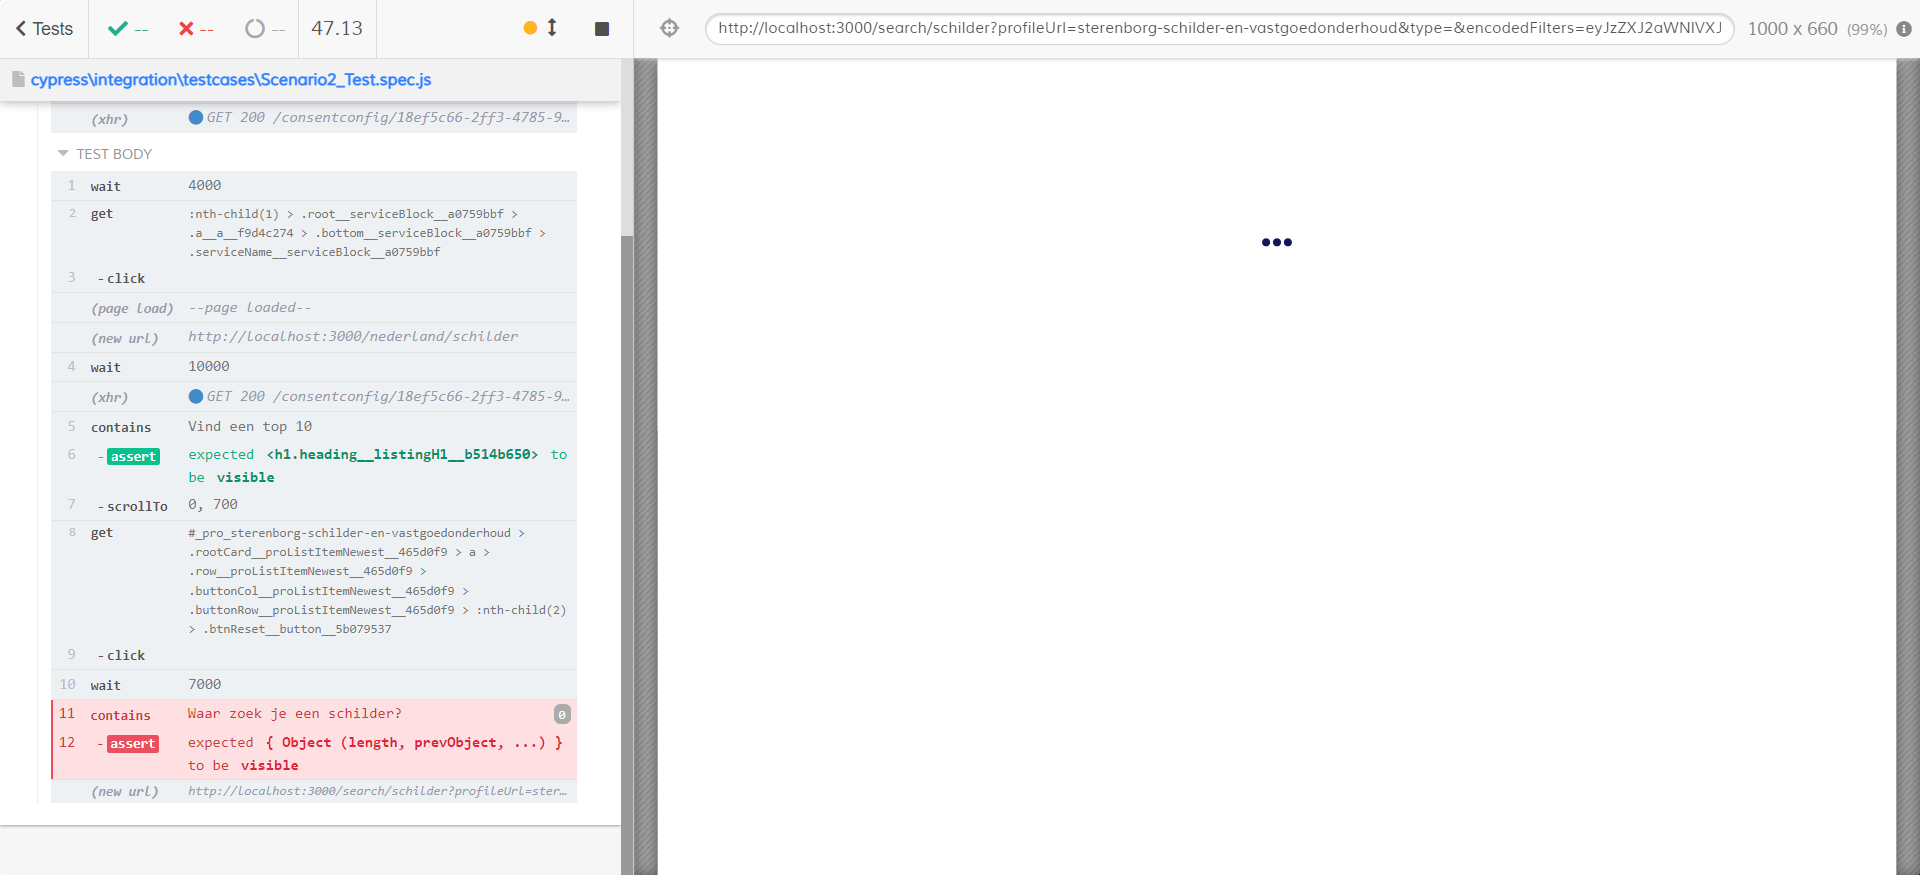 Tests
--
--
--
47.13
http://localhost:3000/search/schilder?profileUrl=sterenborg-schilder-en-vastgoedonderhoud&type=&encodedFilters=eyJzZXJ2aWNlVXJ
1000 x 660 (99%)
cypress\integration\testcases\Scenario2_Test.spec.js
(xhr) GET 200 /consentconfig/18ef5c66-2ff3-4785-9…
TEST BODY
1 wait 4000
2 get :nth-child(1) > .root__serviceBlock__a0759bbf >
.a__a__f9d4c274 > .bottom__serviceBlock__a0759bbf >
.serviceName__serviceBlock__a0759bbf
3 -click
(page load) --page loaded--
(new url) http://localhost:3000/nederland/schilder
4 wait 10000
(xhr) GET 200 /consentconfig/18ef5c66-2ff3-4785-9…
5 contains Vind een top 10
6 -assert expected <h1.heading__listingH1__b514b650> to
be visible
7 -scrollTo 0, 700
8 get #_pro_sterenborg-schilder-en-vastgoedonderhoud >
.rootCard__proListItemNewest__465d0f9 > a >
.row__proListItemNewest__465d0f9 >
.buttonCol__proListItemNewest__465d0f9 >
.buttonRow__proListItemNewest__465d0f9 > :nth-child(2)
> .btnReset__button__5b079537
9 -click
10 wait 7000
11 contains Waar zoek je een schilder? 0
12 -assert expected { Object (length, prevObject, ...) }
to be visible
(new url) http://localhost:3000/search/schilder?profileUrl=ster…